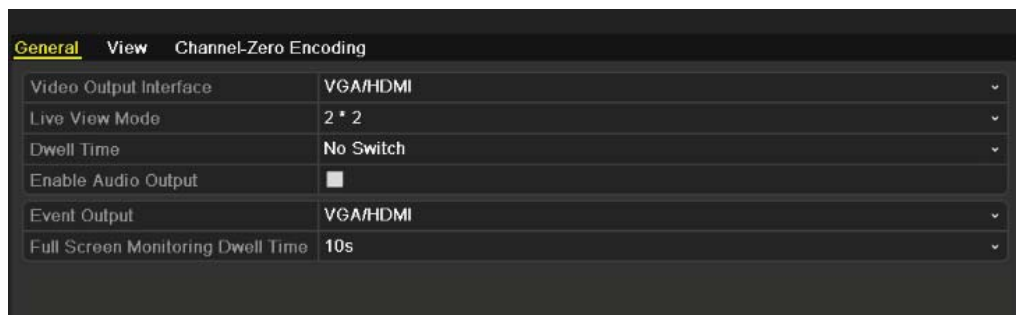 General View Channel-Zero Encoding
Video Output Interface VGA/HDMI
Live View Mode 2 * 2
Dwell Time No Switch
Enable Audio Output
Event Output VGA/HDMI
Full Screen Monitoring Dwell Time 10s